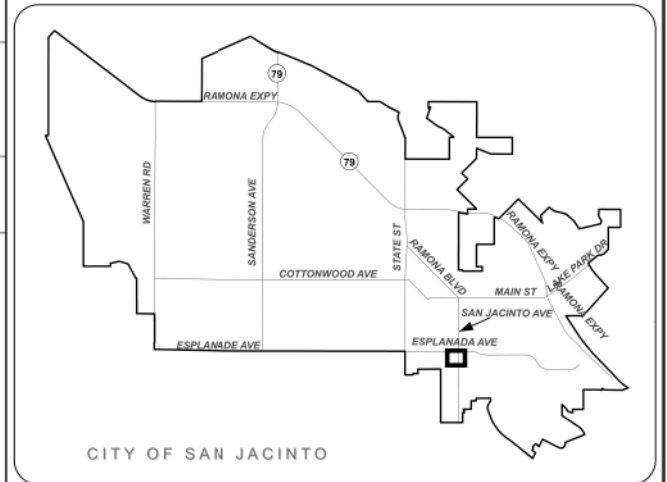 79
RAMONA EXPY
79
WARREN RD
SANDERSON AVE
STATE ST
RAMONA BLVD
RAMONA EXPY
LAKE PARK DR
RAMONA EXPY
COTTONWOOD AVE
MAIN ST
SAN JACINTO AVE
ESPLANADE AVE
ESPLANADA AVE
CITY OF SAN JACINTO